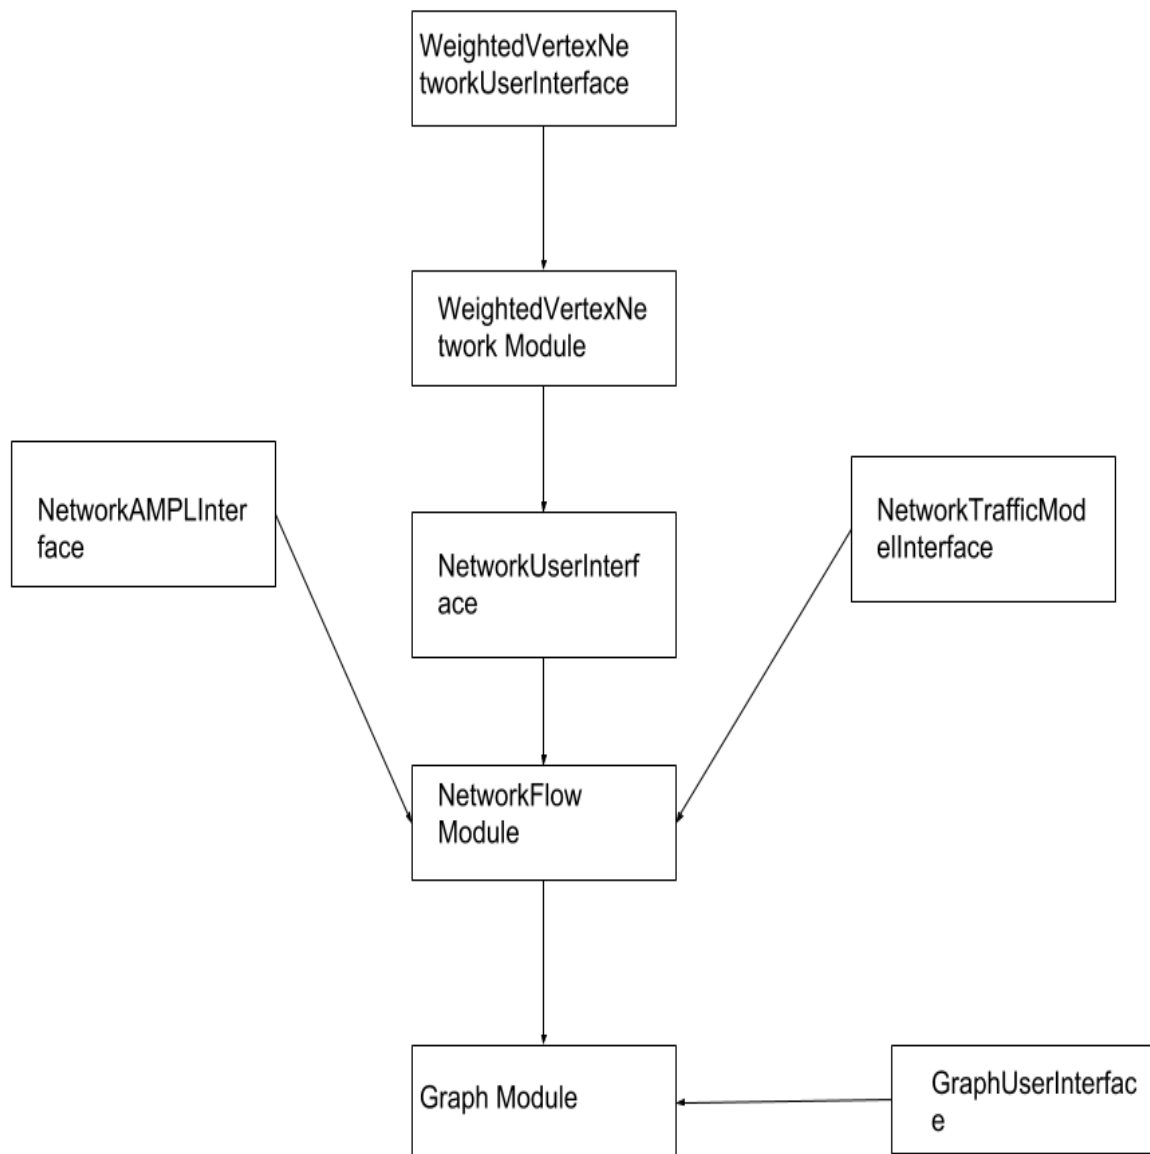 WeightedVertexNe
tworkUserInterface
WeightedVertexNe
twork Module
NetworkAMPLInter
face
NetworkUserInterf
ace
NetworkTrafficMod
elInterface
NetworkFlow
Module
Graph Module
GraphUserInterfac
e